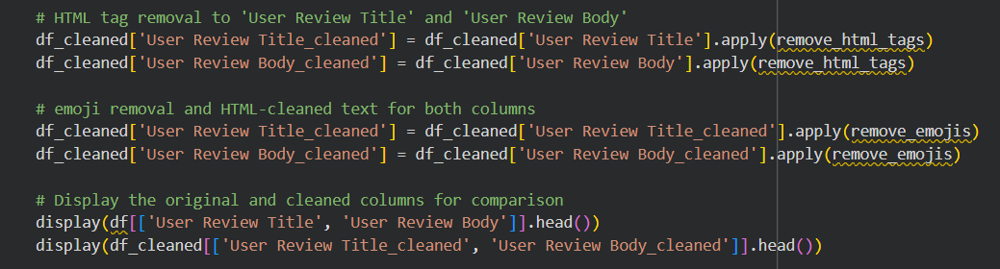 # HTML tag removal to 'User Review Title' and 'User Review Body'
df_cleaned['User Review Title_cleaned'] = df_cleaned['User Review Title'].apply(remove_html_tags)
df_cleaned['User Review Body_cleaned'] = df_cleaned['User Review Body'].apply(remove_html_tags)

# emoji removal and HTML-cleaned text for both columns
df_cleaned['User Review Title_cleaned'] = df_cleaned['User Review Title_cleaned'].apply(remove_emojis)
df_cleaned['User Review Body_cleaned'] = df_cleaned['User Review Body_cleaned'].apply(remove_emojis)

# Display the original and cleaned columns for comparison
display(df[['User Review Title', 'User Review Body']].head())
display(df_cleaned[['User Review Title_cleaned', 'User Review Body_cleaned']].head())